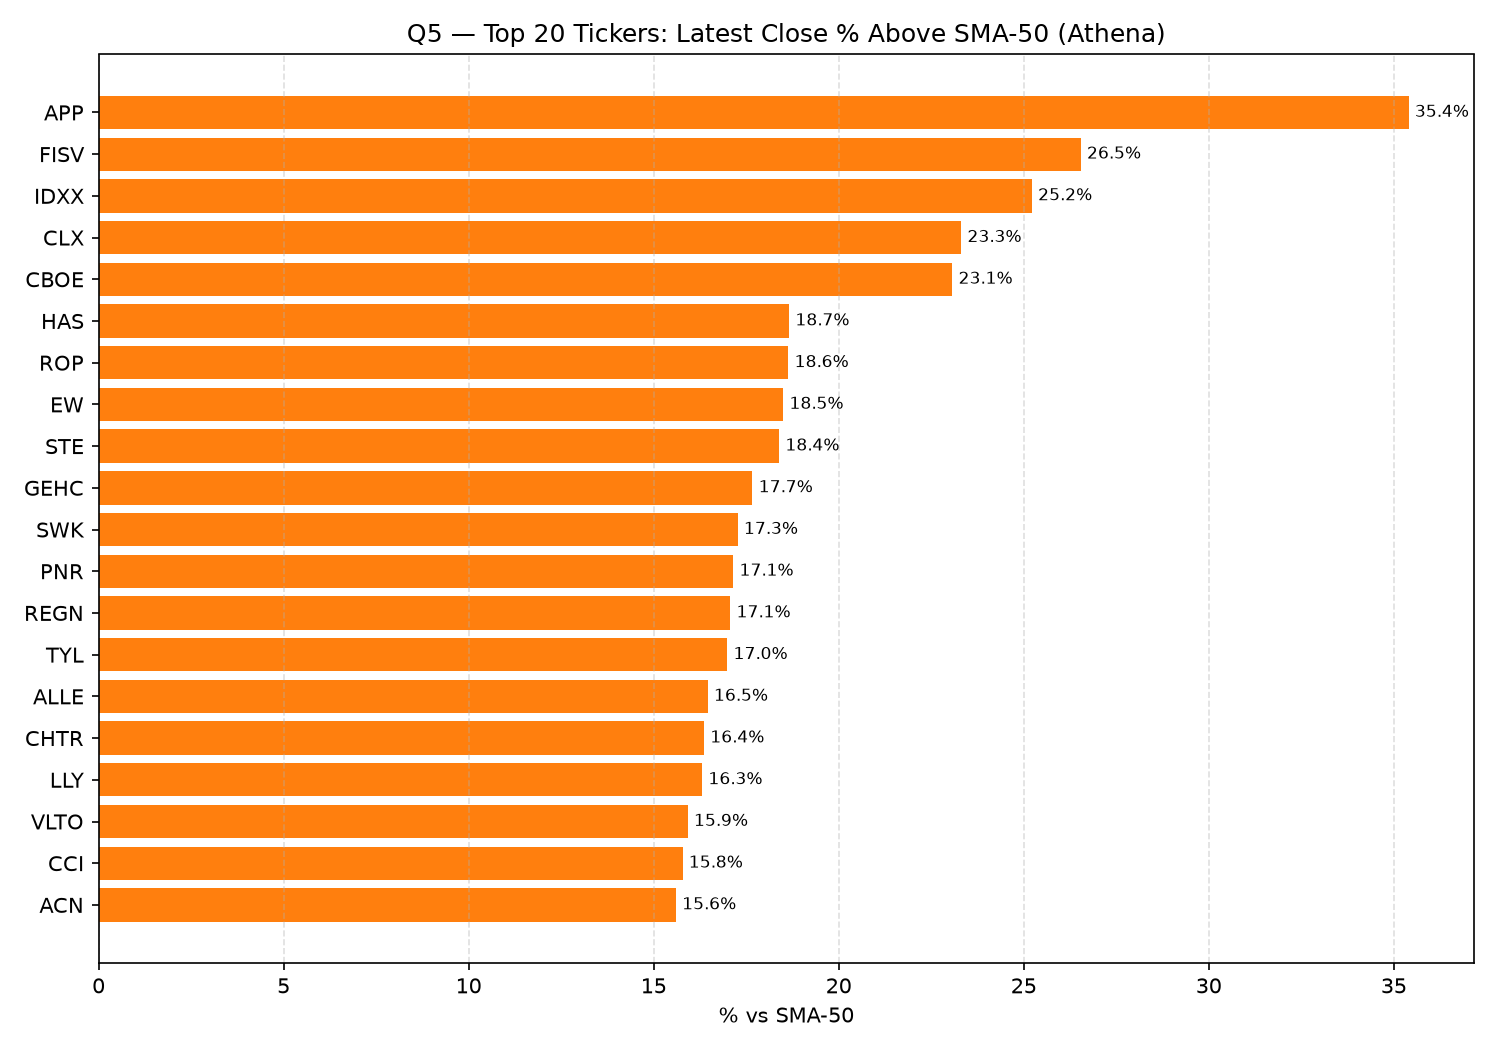 Q5 — Top 20 Tickers: Latest Close % Above SMA-50 (Athena)
APP 35.4%
FISV 26.5%
IDXX 25.2%
CLX 23.3%
CBOE 23.1%
HAS 18.7%
ROP 18.6%
EW 18.5%
STE 18.4%
GEHC 17.7%
SWK 17.3%
PNR 17.1%
REGN 17.1%
TYL 17.0%
ALLE 16.5%
CHTR 16.4%
LLY 16.3%
VLTO 15.9%
CCI 15.8%
ACN 15.6%
0 5 10 15 20 25 30 35
% vs SMA-50